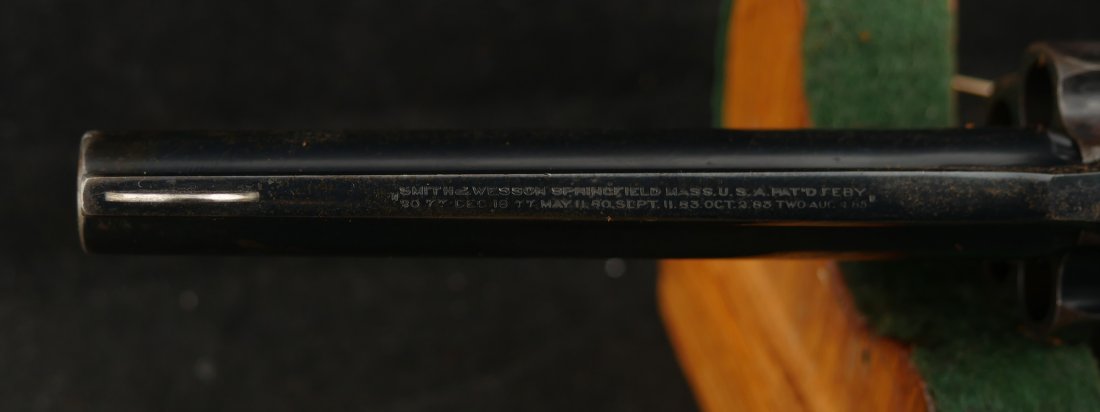 "SMITH & WESSON SPRINGFIELD MASS. U.S.A. PAT'D FEBY.
20.77. DEC. 18 77. MAY 11. 80. SEPT. 11. 83. OCT. 2. 83 TWO AUG. 4. 85"